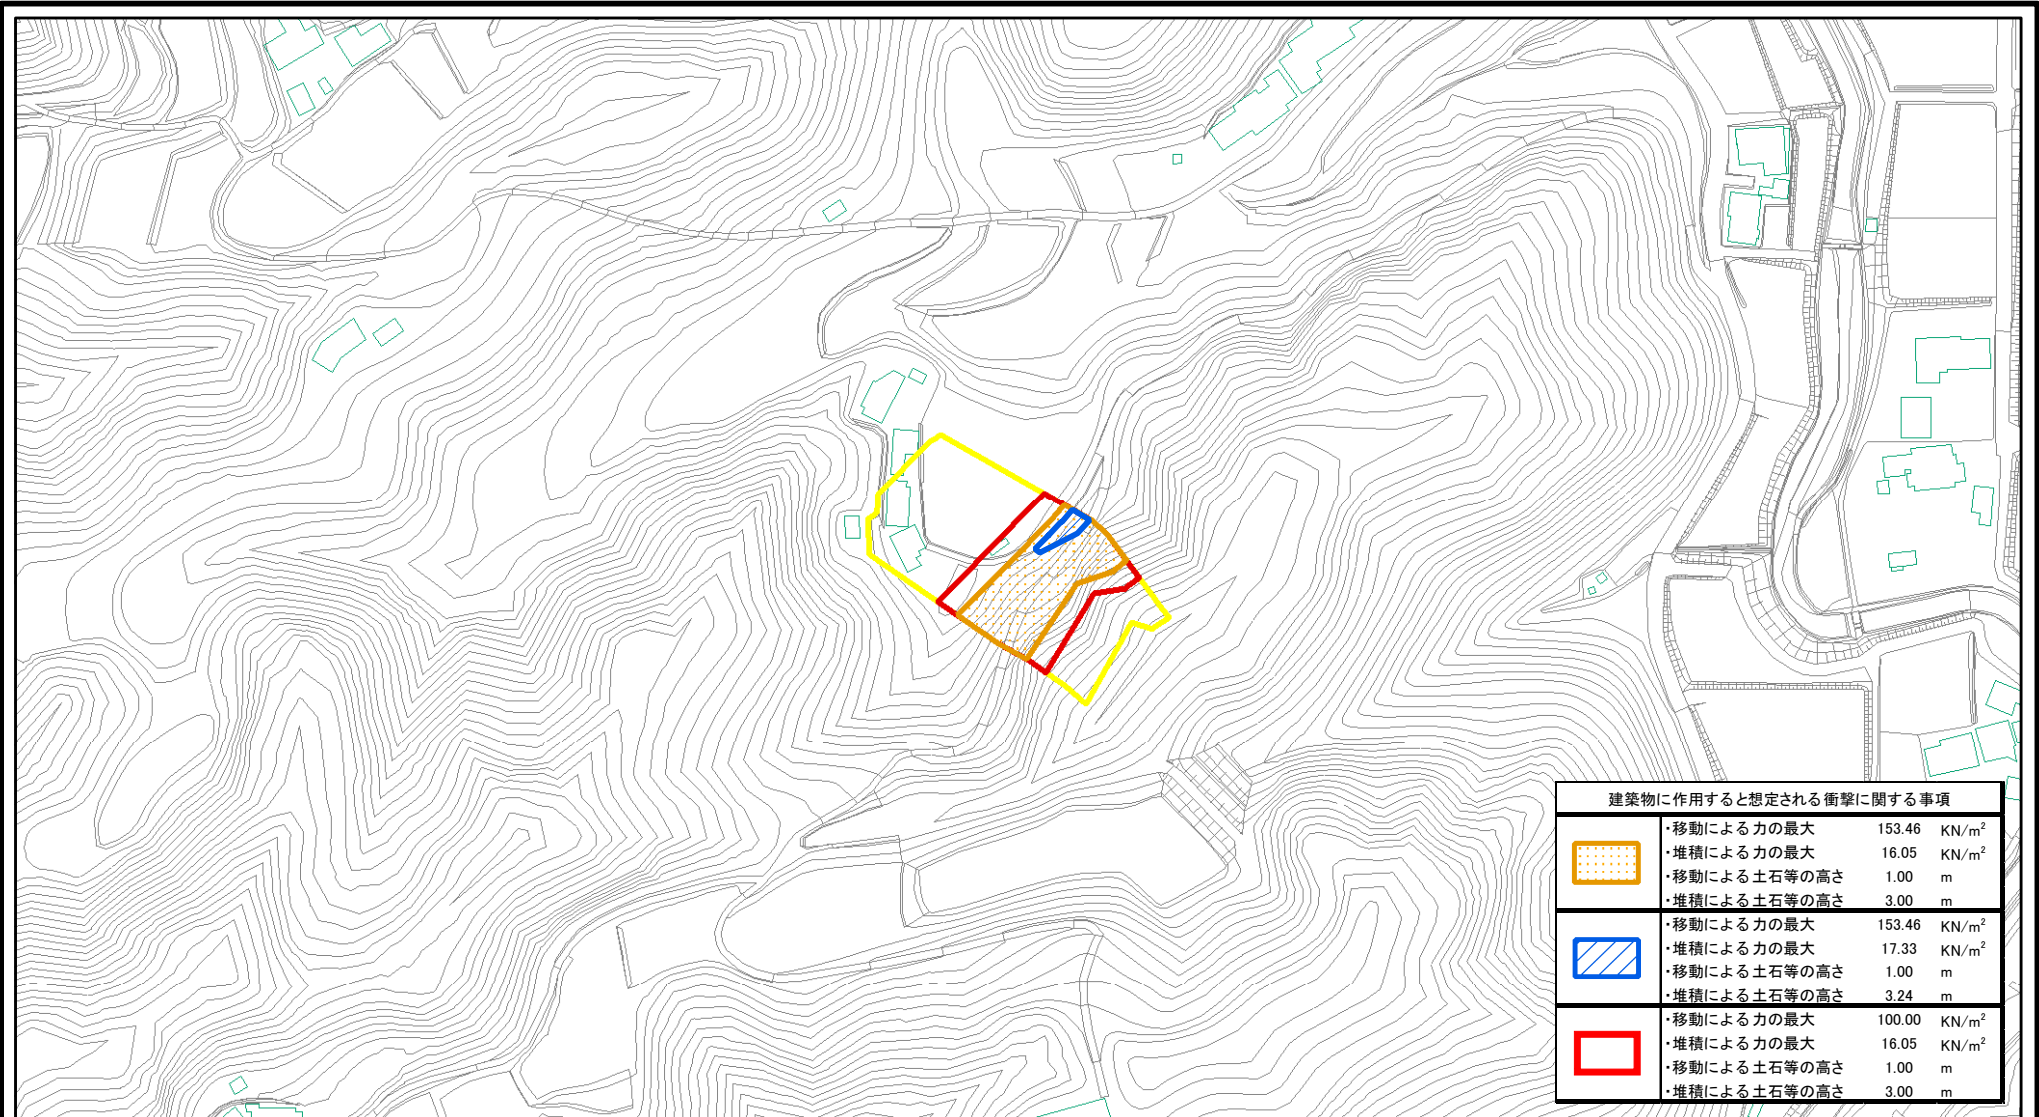 建築物に作用すると想定される衝撃に関する事項
・移動による力の最大 153.46 KN/m²
・堆積による力の最大 16.05 KN/m²
・移動による土石等の高さ 1.00 m
・堆積による土石等の高さ 3.00 m
・移動による力の最大 153.46 KN/m²
・堆積による力の最大 17.33 KN/m²
・移動による土石等の高さ 1.00 m
・堆積による土石等の高さ 3.24 m
・移動による力の最大 100.00 KN/m²
・堆積による力の最大 16.05 KN/m²
・移動による土石等の高さ 1.00 m
・堆積による土石等の高さ 3.00 m